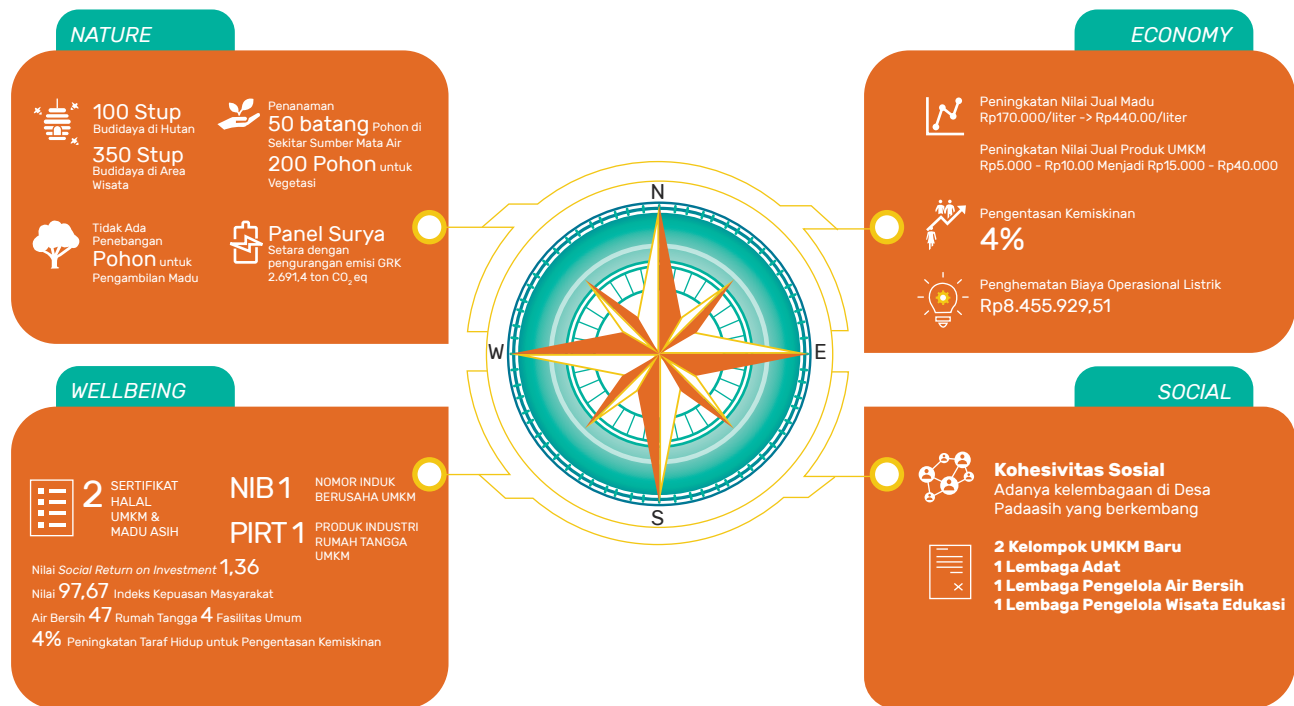 NATURE
100 Stup
Budidaya di Hutan
350 Stup
Budidaya di Area
Wisata
Penanaman
50 batang Pohon di
Sekitar Sumber Mata Air
200 Pohon untuk
Vegetasi
Tidak Ada
Penebangan
Pohon untuk
Pengambilan Madu
Panel Surya
Setara dengan
pengurangan emisi GRK
2.691,4 ton CO₂eq
ECONOMY
Peningkatan Nilai Jual Madu
Rp170.000/liter -> Rp440.00/liter
Peningkatan Nilai Jual Produk UMKM
Rp5.000 - Rp10.00 Menjadi Rp15.000 - Rp40.000
Pengentasan Kemiskinan
4%
Penghematan Biaya Operasional Listrik
Rp8.455.929,51
N
W
E
S
WELLBEING
2 SERTIFIKAT
HALAL
UMKM &
MADU ASIH
NIB 1 NOMOR INDUK
BERUSAHA UMKM
PIRT 1 PRODUK INDUSTRI
RUMAH TANGGA
UMKM
Nilai Social Return on Investment 1,36
Nilai 97,67 Indeks Kepuasan Masyarakat
Air Bersih 47 Rumah Tangga 4 Fasilitas Umum
4% Peningkatan Taraf Hidup untuk Pengentasan Kemiskinan
SOCIAL
Kohesivitas Sosial
Adanya kelembagaan di Desa
Padaasih yang berkembang
2 Kelompok UMKM Baru
1 Lembaga Adat
1 Lembaga Pengelola Air Bersih
1 Lembaga Pengelola Wisata Edukasi